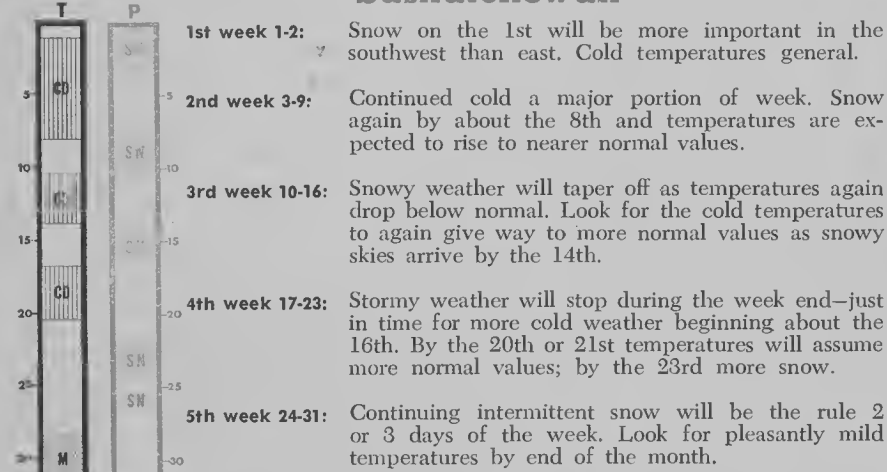 Saskatchewan
T P
1st week 1-2: Snow on the 1st will be more important in the
southwest than east. Cold temperatures general.
2nd week 3-9: Continued cold a major portion of week. Snow
again by about the 8th and temperatures are ex-
pected to rise to nearer normal values.
3rd week 10-16: Snowy weather will taper off as temperatures again
drop below normal. Look for the cold temperatures
to again give way to more normal values as snowy
skies arrive by the 14th.
4th week 17-23: Stormy weather will stop during the week end—just
in time for more cold weather beginning about the
16th. By the 20th or 21st temperatures will assume
more normal values; by the 23rd more snow.
5th week 24-31: Continuing intermittent snow will be the rule 2
or 3 days of the week. Look for pleasantly mild
temperatures by end of the month.
5
CD
10
15
CD
20
25
M
5
SN
10
15
20
SN
25
SN
30